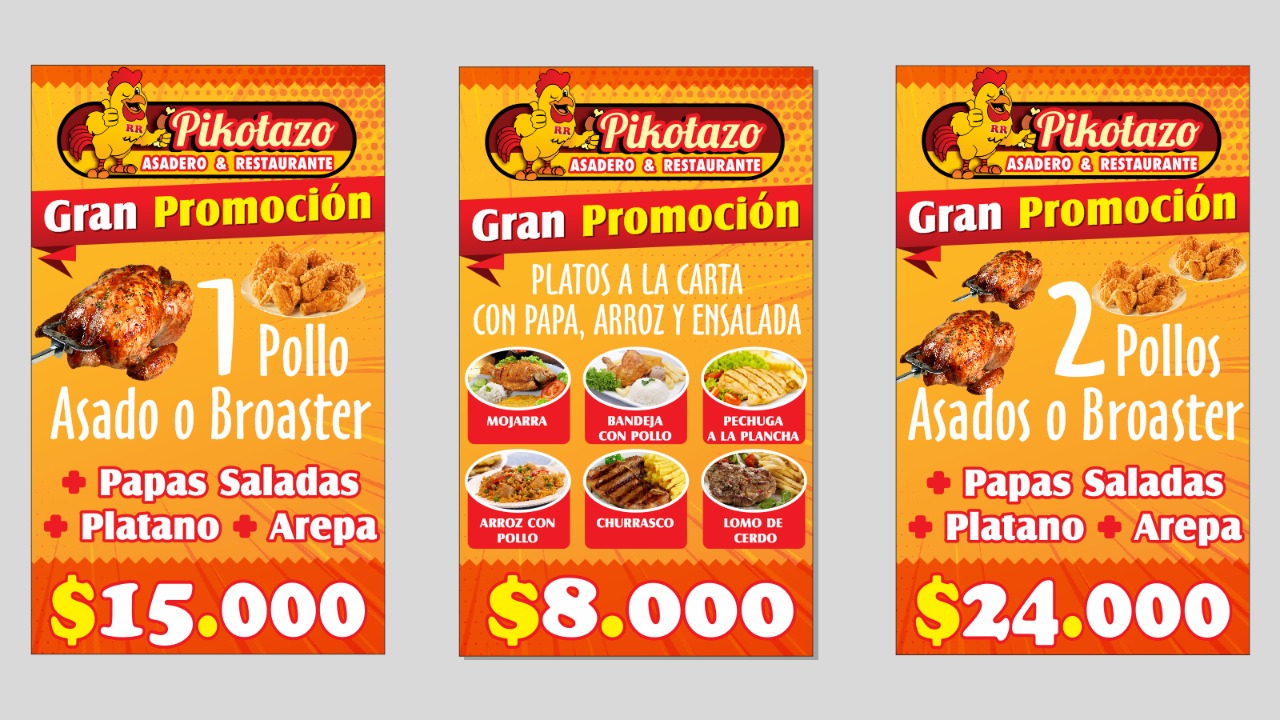 RR
Pikotazo
ASADERO & RESTAURANTE
Gran Promoción
1 Pollo
Asado o Broaster
+ Papas Saladas
+ Platano + Arepa
$15.000
RR
Pikotazo
ASADERO & RESTAURANTE
Gran Promoción
PLATOS A LA CARTA
CON PAPA, ARROZ Y ENSALADA
MOJARRA
BANDEJA
CON POLLO
PECHUGA
A LA PLANCHA
ARROZ CON
POLLO
CHURRASCO
LOMO DE
CERDO
$8.000
RR
Pikotazo
ASADERO & RESTAURANTE
Gran Promoción
2 Pollos
Asados o Broaster
+ Papas Saladas
+ Platano + Arepa
$24.000